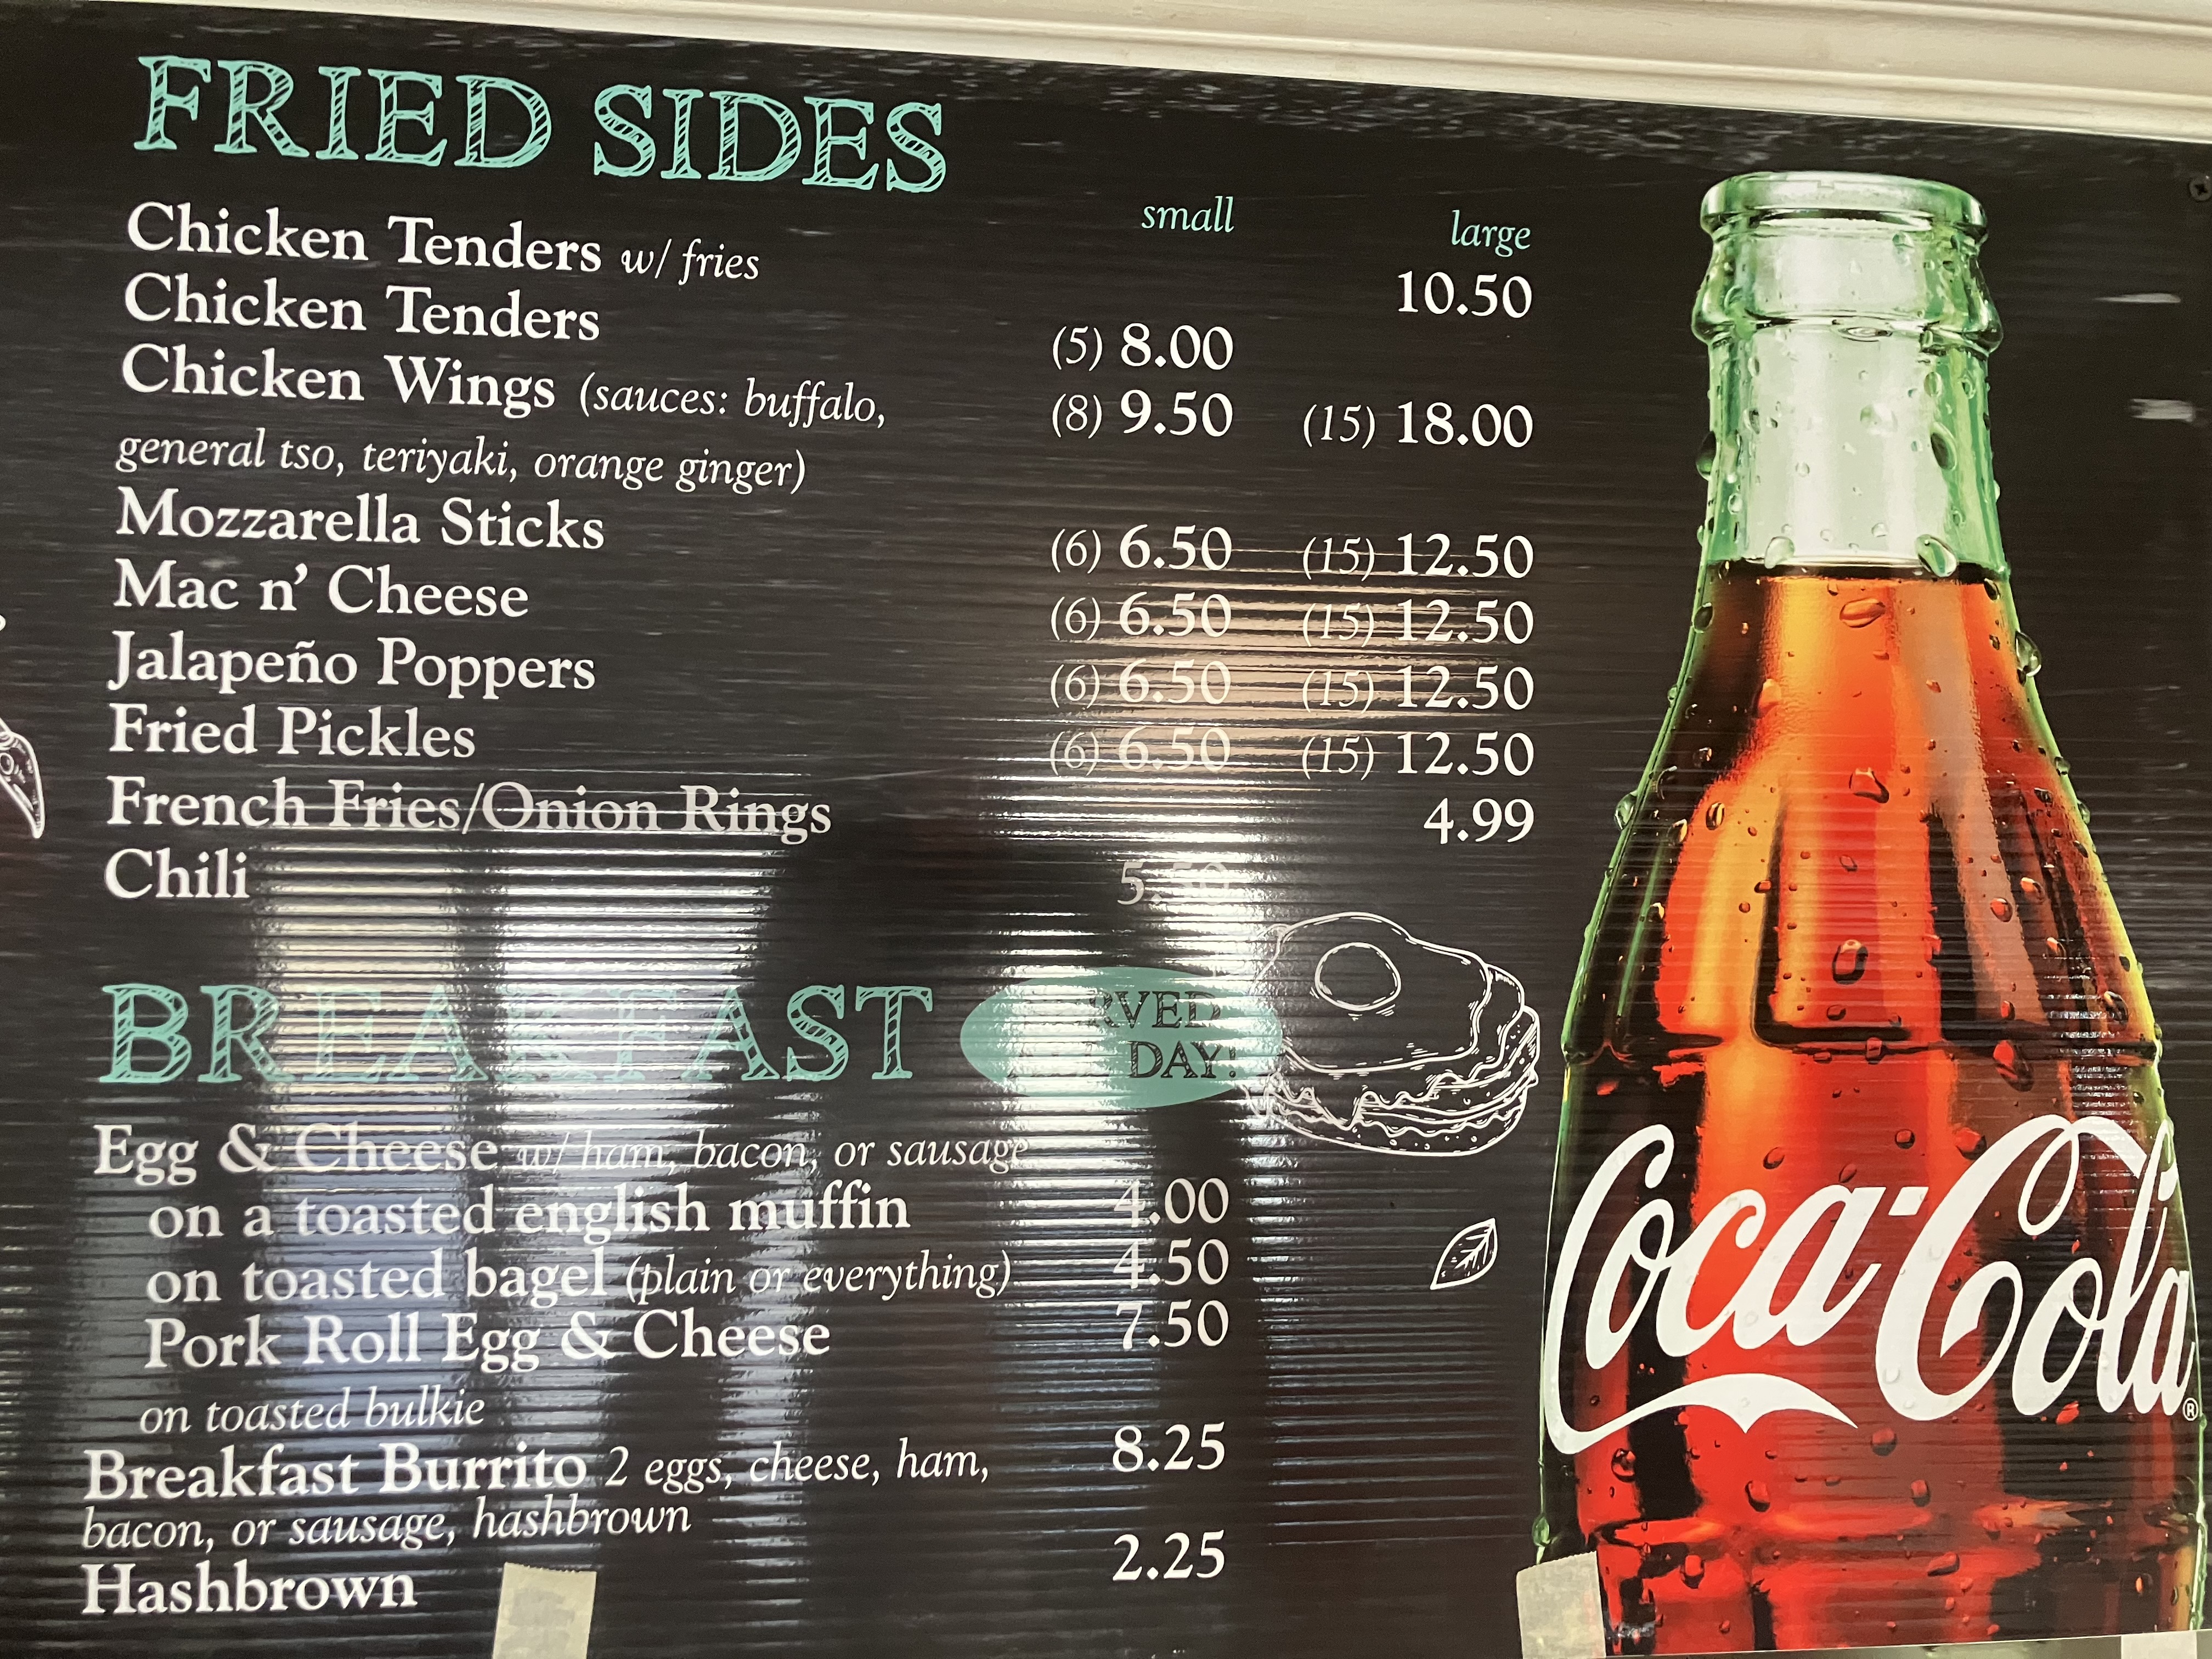 FRIED SIDES
small large
Chicken Tenders w/ fries 10.50
Chicken Tenders (5) 8.00
Chicken Wings (sauces: buffalo, (8) 9.50 (15) 18.00
general tso, teriyaki, orange ginger)
Mozzarella Sticks (6) 6.50 (15) 12.50
Mac n' Cheese (6) 6.50 (15) 12.50
Jalapeño Poppers (6) 6.50 (15) 12.50
Fried Pickles (6) 6.50 (15) 12.50
French Fries/Onion Rings 4.99
Chili 5.50
BREAKFAST
DAY!
Egg & Cheese w/ ham, bacon, or sausage
on a toasted english muffin 4.00
on toasted bagel (plain or everything) 4.50
Pork Roll Egg & Cheese 7.50
on toasted bulkie
Breakfast Burrito 2 eggs, cheese, ham, 8.25
bacon, or sausage, hashbrown
Hashbrown 2.25
Coca-Cola®